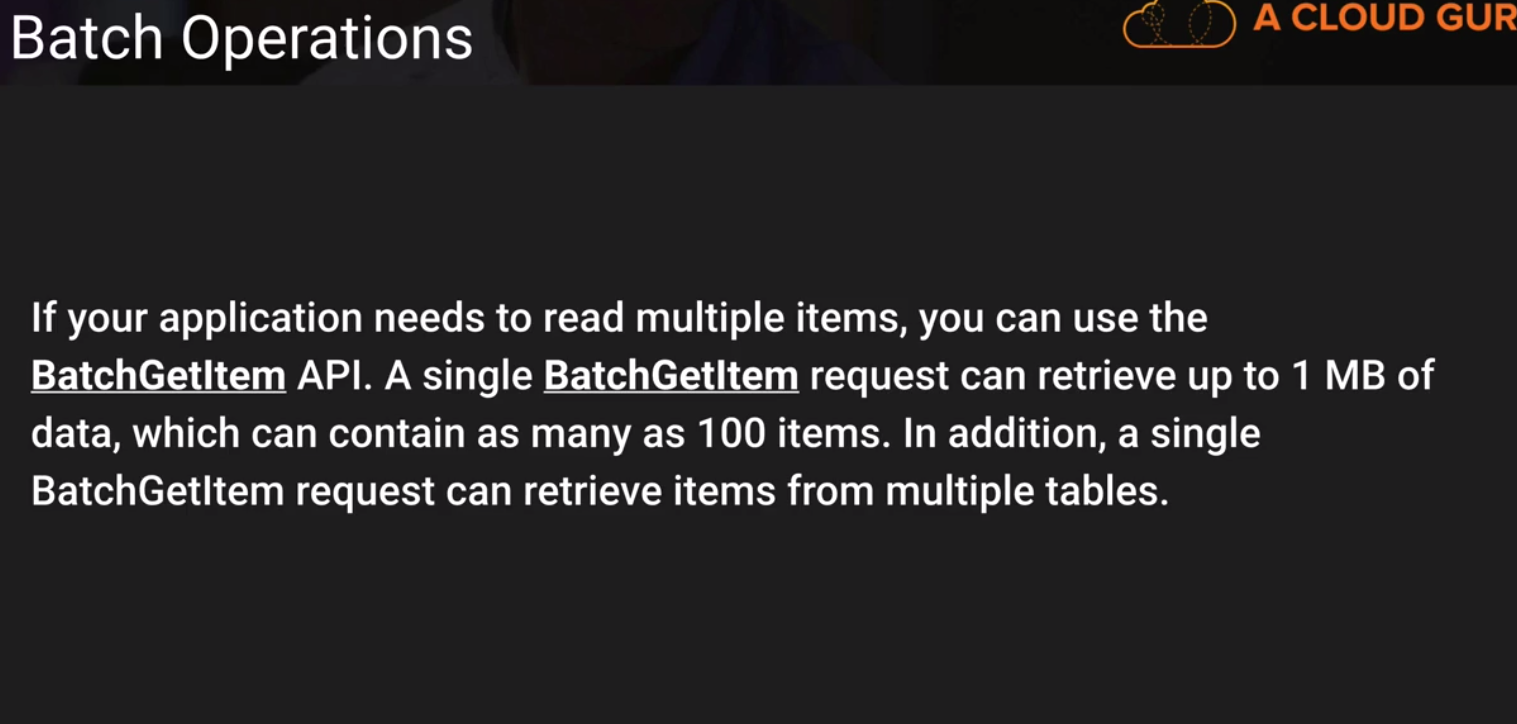 Batch Operations
A CLOUD GUR
If your application needs to read multiple items, you can use the
BatchGetItem API. A single BatchGetItem request can retrieve up to 1 MB of
data, which can contain as many as 100 items. In addition, a single
BatchGetItem request can retrieve items from multiple tables.